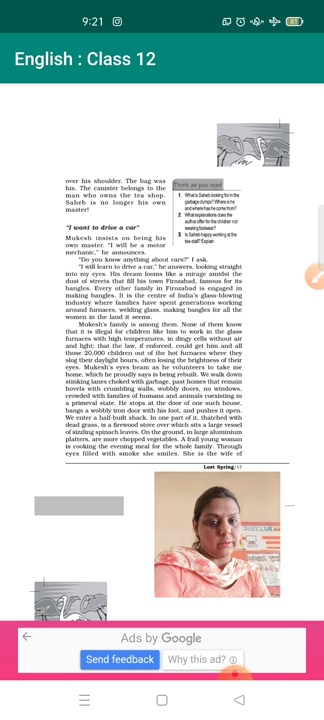 9:21
81
English : Class 12
over his shoulder. The bag was
his. The canister belongs to the
man who owns the tea shop.
Saheb is no longer his own
master!
Think as you read
1. What is Saheb looking for in the
garbage dumps? Where is he
and where has he come from?
2. What explanations does the
author offer for the children not
wearing footwear?
3. Is Saheb happy working at the
tea-stall? Explain.
“I want to drive a car”
Mukesh insists on being his
own master. “I will be a motor
mechanic,” he announces.
“Do you know anything about cars?” I ask.
“I will learn to drive a car,” he answers, looking straight
into my eyes. His dream looms like a mirage amidst the
dust of streets that fill his town Firozabad, famous for its
bangles. Every other family in Firozabad is engaged in
making bangles. It is the centre of India’s glass-blowing
industry where families have spent generations working
around furnaces, welding glass, making bangles for all the
women in the land it seems.
Mukesh’s family is among them. None of them know
that it is illegal for children like him to work in the glass
furnaces with high temperatures, in dingy cells without air
and light; that the law, if enforced, could get him and all
those 20,000 children out of the hot furnaces where they
slog their daylight hours, often losing the brightness of their
eyes. Mukesh’s eyes beam as he volunteers to take me
home, which he proudly says is being rebuilt. We walk down
stinking lanes choked with garbage, past homes that remain
hovels with crumbling walls, wobbly doors, no windows,
crowded with families of humans and animals coexisting in
a primeval state. He stops at the door of one such house,
bangs a wobbly iron door with his foot, and pushes it open.
We enter a half-built shack. In one part of it, thatched with
dead grass, is a firewood stove over which sits a large vessel
of sizzling spinach leaves. On the ground, in large aluminium
platters, are more chopped vegetables. A frail young woman
is cooking the evening meal for the whole family. Through
eyes filled with smoke she smiles. She is the wife of
Lost Spring/17
Ads by Google
Send feedback
Why this ad?